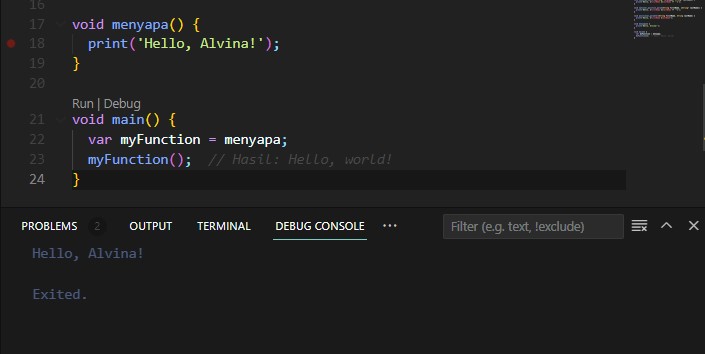 16
17 void menyapa() {
18 print('Hello, Alvina!');
19 }
20
Run | Debug
21 void main() {
22 var myFunction = menyapa;
23 myFunction(); // Hasil: Hello, world!
24 }
PROBLEMS 2 OUTPUT TERMINAL DEBUG CONSOLE ··· Filter (e.g. text, !exclude)
Hello, Alvina!
Exited.